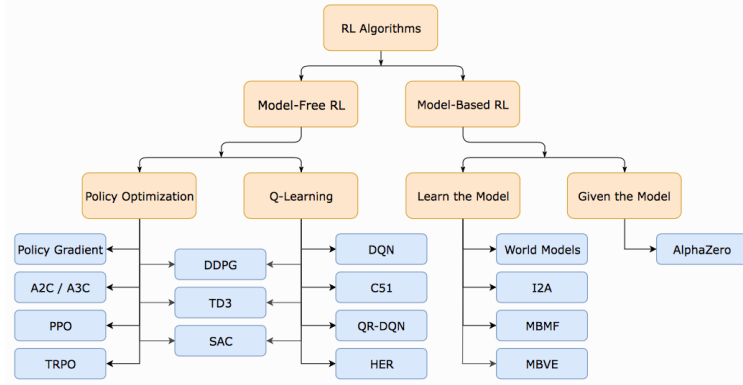 RL Algorithms
Model-Free RL
Model-Based RL
Policy Optimization
Q-Learning
Learn the Model
Given the Model
Policy Gradient
DDPG
DQN
World Models
AlphaZero
A2C / A3C
TD3
C51
I2A
PPO
SAC
QR-DQN
MBMF
TRPO
HER
MBVE